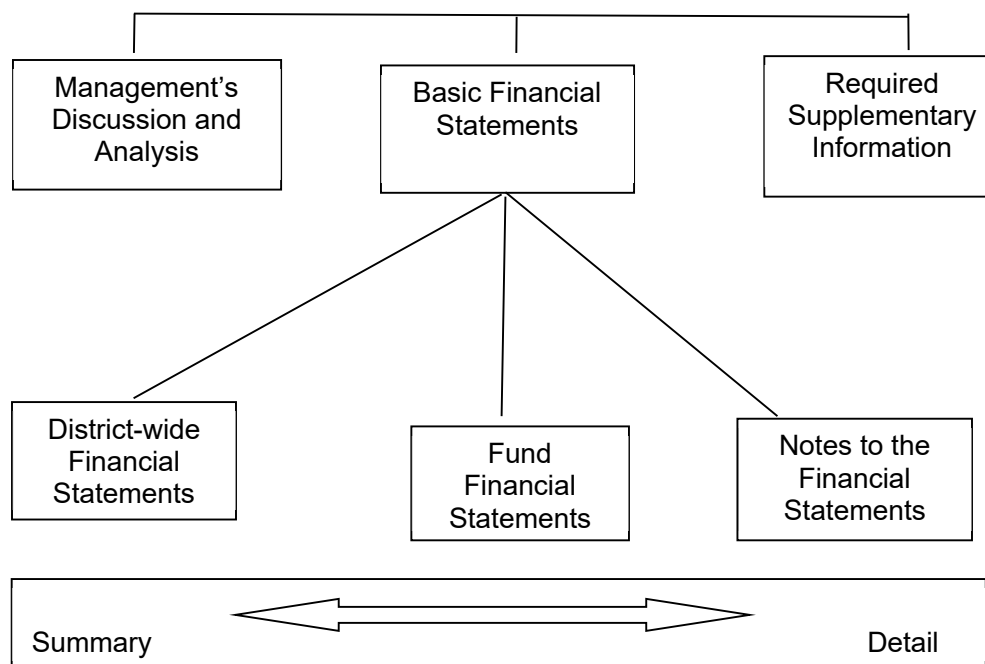 Management’s
Discussion and
Analysis
Basic Financial
Statements
Required
Supplementary
Information
District-wide
Financial
Statements
Fund
Financial
Statements
Notes to the
Financial
Statements
Summary
Detail